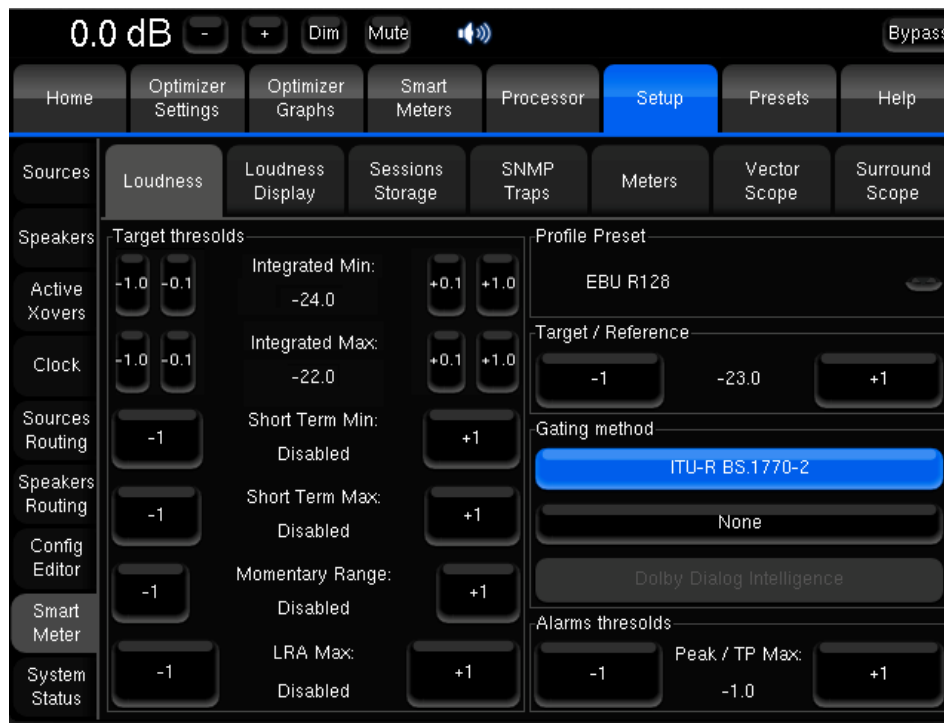 0.0 dB - + Dim Mute Bypass
Home Optimizer Settings Optimizer Graphs Smart Meters Processor Setup Presets Help
Sources
Speakers
Active
Xovers
Clock
Sources
Routing
Speakers
Routing
Config
Editor
Smart
Meter
System
Status
Loudness Loudness Display Sessions Storage SNMP Traps Meters Vector Scope Surround Scope
Target thresolds
-1.0 -0.1 Integrated Min: +0.1 +1.0
-24.0
-1.0 -0.1 Integrated Max: +0.1 +1.0
-22.0
-1 Short Term Min: +1
Disabled
-1 Short Term Max: +1
Disabled
-1 Momentary Range: +1
Disabled
-1 LRA Max: +1
Disabled
Profile Preset
EBU R128
Target / Reference
-1 -23.0 +1
Gating method
ITU-R BS.1770-2
None
Dolby Dialog Intelligence
Alarms thresolds
-1 Peak / TP Max: +1
-1.0